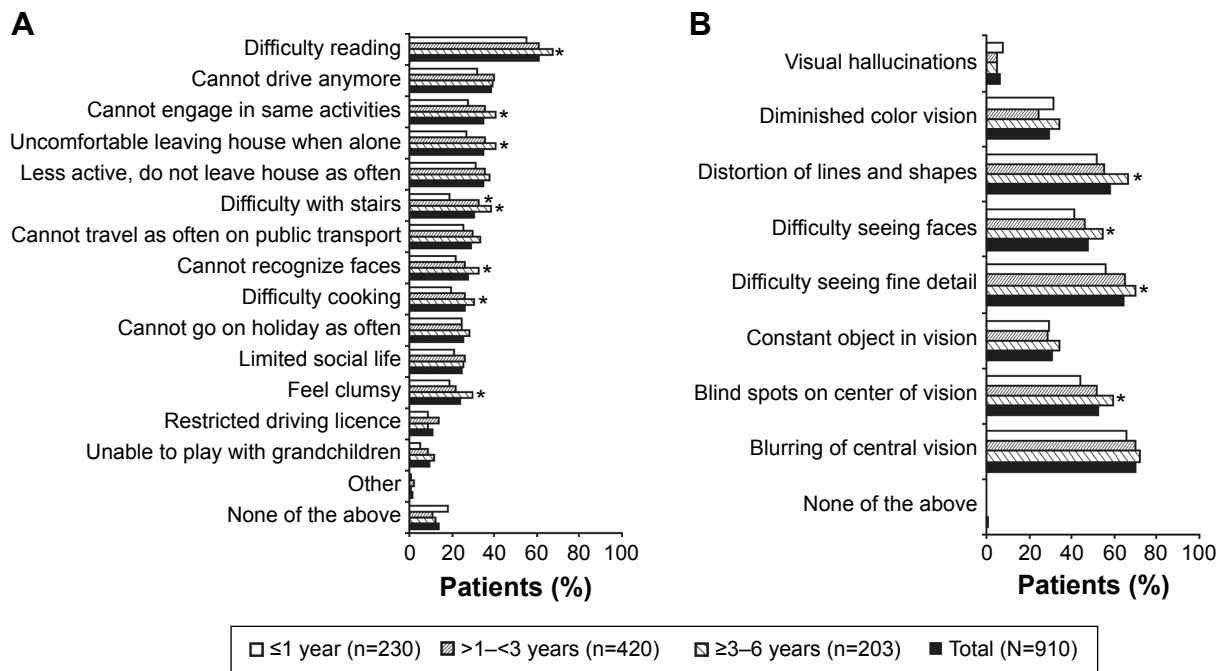 A
Difficulty reading
*
Cannot drive anymore
Cannot engage in same activities
*
Uncomfortable leaving house when alone
*
Less active, do not leave house as often
Difficulty with stairs
*
*
Cannot travel as often on public transport
Cannot recognize faces
*
Difficulty cooking
*
Cannot go on holiday as often
Limited social life
Feel clumsy
*
Restricted driving licence
Unable to play with grandchildren
Other
None of the above
0 20 40 60 80 100
Patients (%)
B
Visual hallucinations
Diminished color vision
Distortion of lines and shapes
*
Difficulty seeing faces
*
Difficulty seeing fine detail
*
Constant object in vision
Blind spots on center of vision
*
Blurring of central vision
None of the above
0 20 40 60 80 100
Patients (%)
≤1 year (n=230) >1–<3 years (n=420) ≥3–6 years (n=203) Total (N=910)